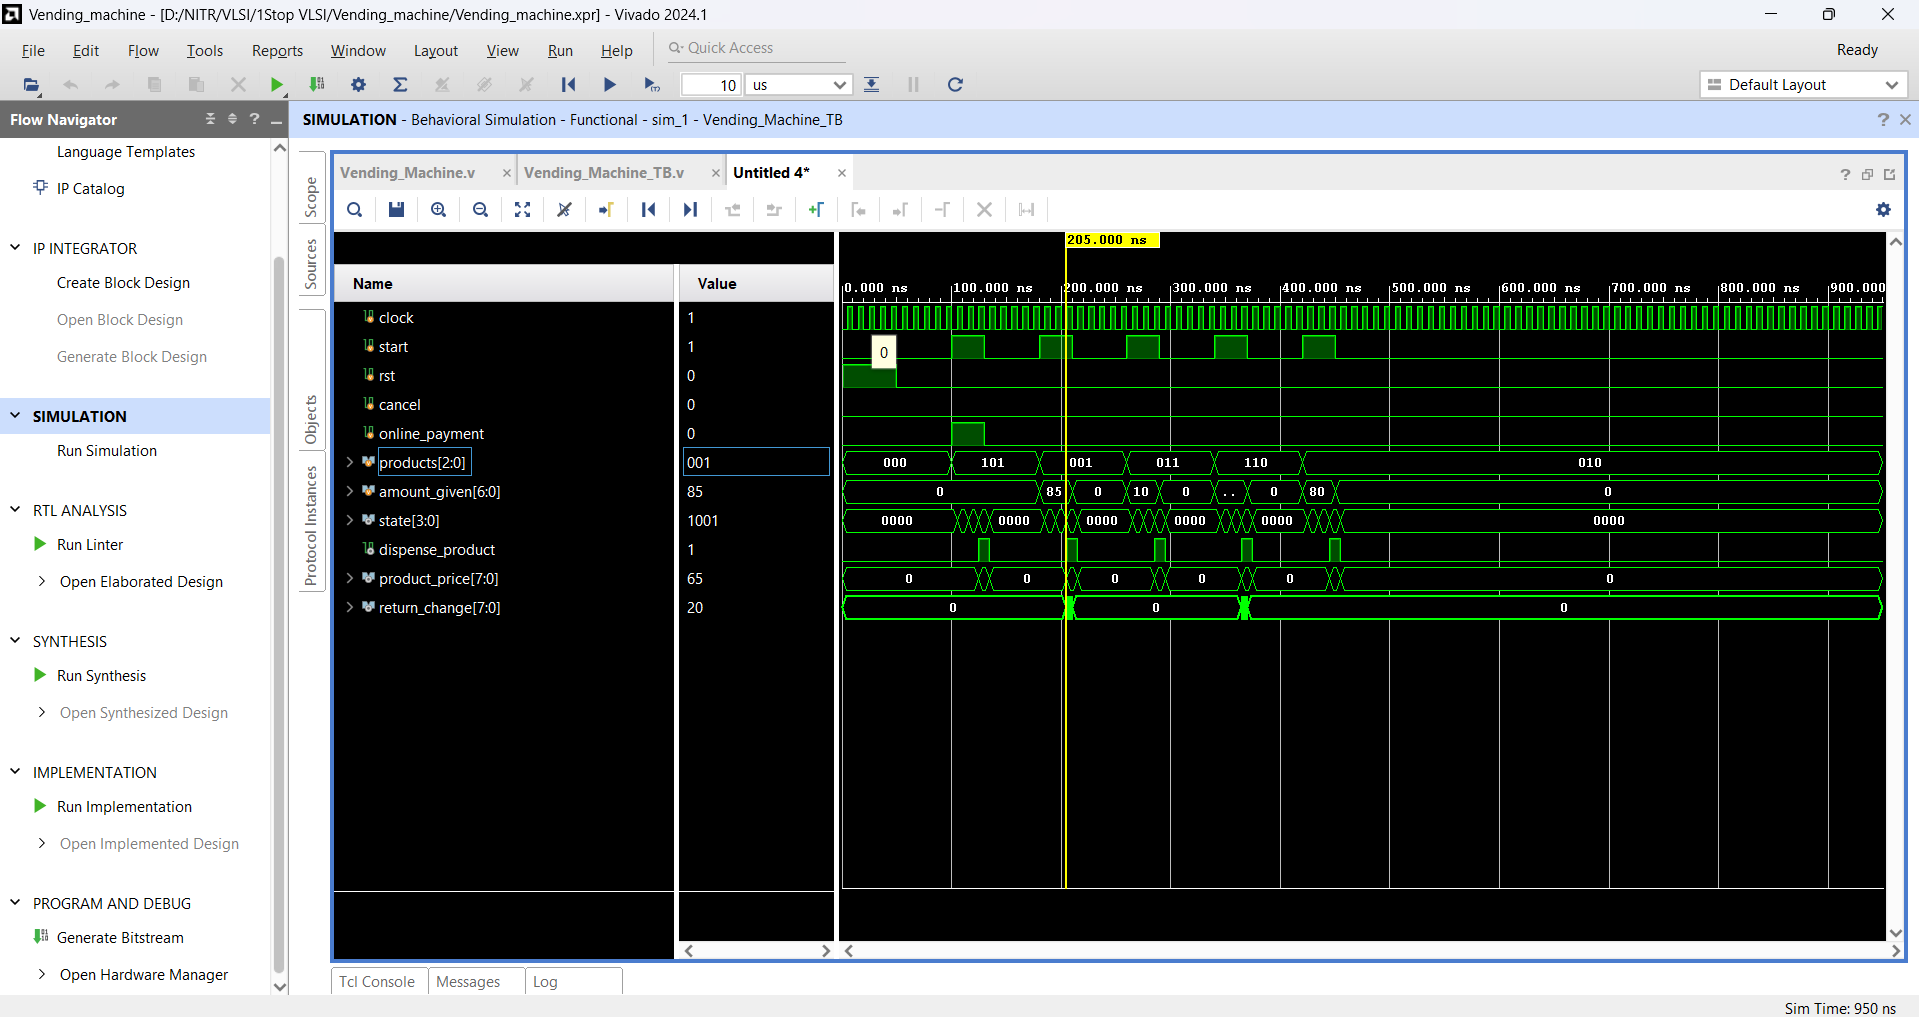 Vending_machine - [D:/NITR/VLSI/1Stop VLSI/Vending_machine/Vending_machine.xpr] - Vivado 2024.1
File Edit Flow Tools Reports Window Layout View Run Help Quick Access Ready
10 us Default Layout
Flow Navigator
SIMULATION - Behavioral Simulation - Functional - sim_1 - Vending_Machine_TB
Language Templates
IP Catalog
IP INTEGRATOR
Create Block Design
Open Block Design
Generate Block Design
SIMULATION
Run Simulation
RTL ANALYSIS
Run Linter
Open Elaborated Design
SYNTHESIS
Run Synthesis
Open Synthesized Design
IMPLEMENTATION
Run Implementation
Open Implemented Design
PROGRAM AND DEBUG
Generate Bitstream
Open Hardware Manager
Scope
Sources
Objects
Protocol Instances
Vending_Machine.v Vending_Machine_TB.v Untitled 4*
205.000 ns
Name Value
0.000 ns 100.000 ns 200.000 ns 300.000 ns 400.000 ns 500.000 ns 600.000 ns 700.000 ns 800.000 ns 900.000
clock 1
start 1 0
rst 0
cancel 0
online_payment 0
products[2:0] 001 000 101 001 011 110 010
amount_given[6:0] 85 0 85 0 10 0 .. 0 80 0
state[3:0] 1001 0000 0000 0000 0000 0000 0000
dispense_product 1
product_price[7:0] 65 0 0 0 0 0 0
return_change[7:0] 20 0 0 0
Tcl Console Messages Log
Sim Time: 950 ns